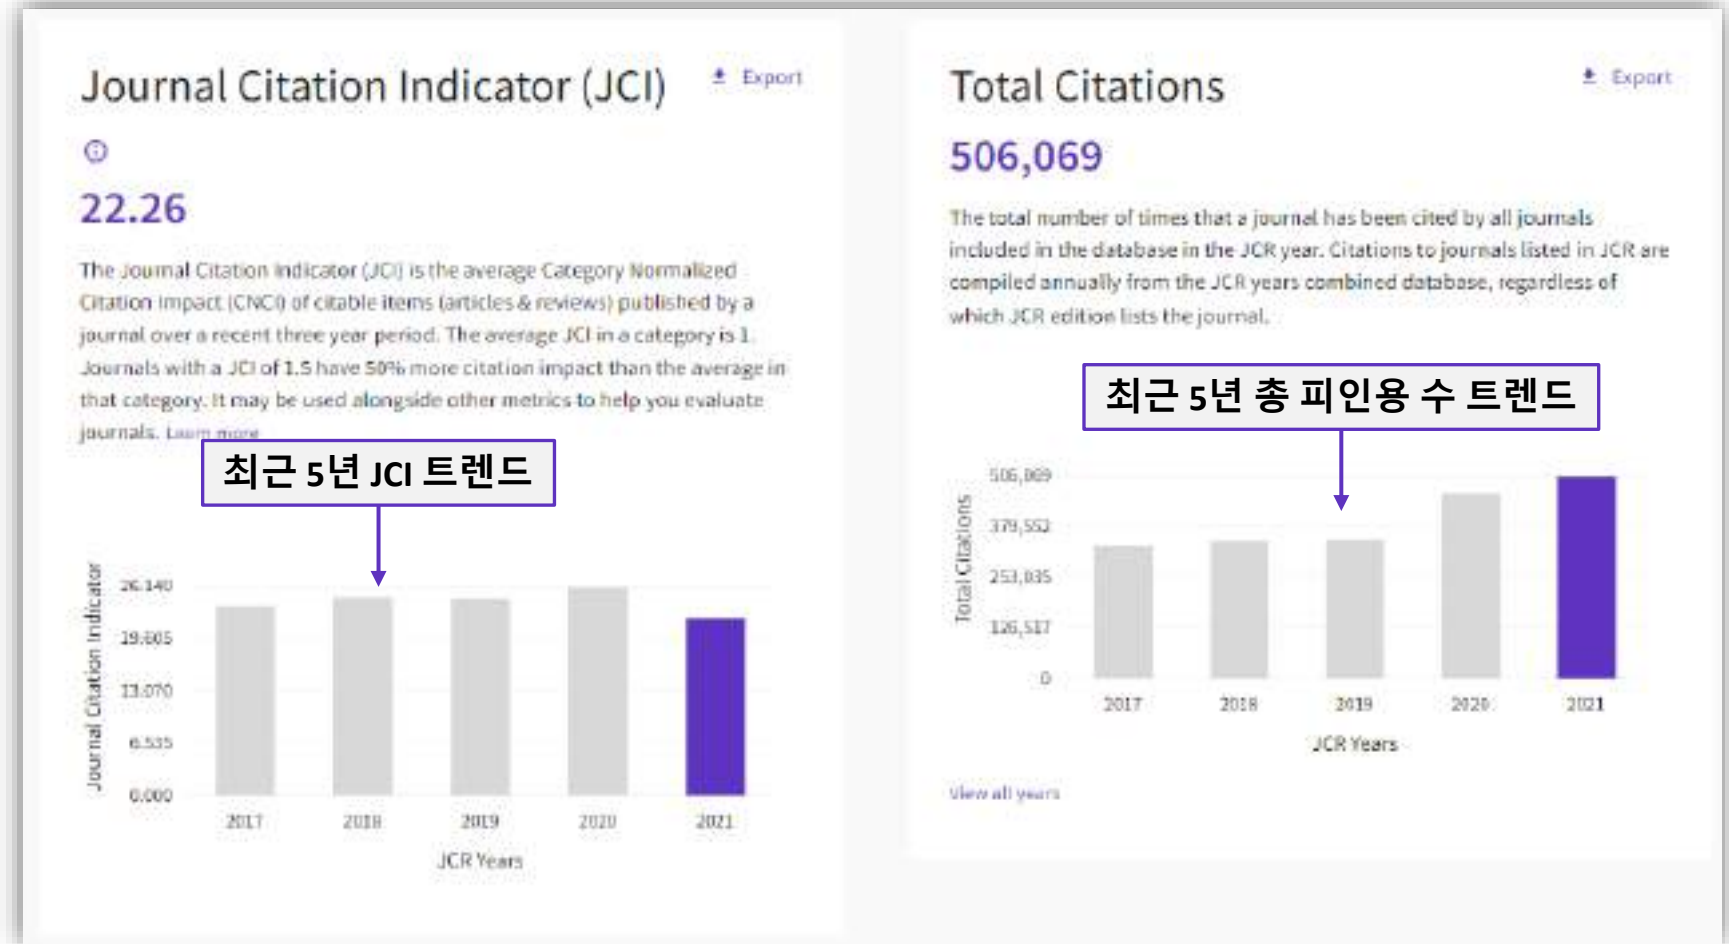 Journal Citation Indicator (JCI)
Export
22.26
The Journal Citation Indicator (JCI) is the average Category Normalized
Citation Impact (CNCI) of citable items (articles & reviews) published by a
journal over a recent three year period. The average JCI in a category is 1.
Journals with a JCI of 1.5 have 50% more citation impact than the average in
that category. It may be used alongside other metrics to help you evaluate
journals. Learn more
최근 5년 JCI 트렌드
Journal Citation Indicator
26.140
19.605
13.070
6.535
0.000
2017
2018
2019
2020
2021
JCR Years
Total Citations
Export
506,069
The total number of times that a journal has been cited by all journals
included in the database in the JCR year. Citations to journals listed in JCR are
compiled annually from the JCR years combined database, regardless of
which JCR edition lists the journal.
최근 5년 총 피인용 수 트렌드
Total Citations
506,069
379,552
253,035
126,517
0
2017
2018
2019
2020
2021
JCR Years
View all years